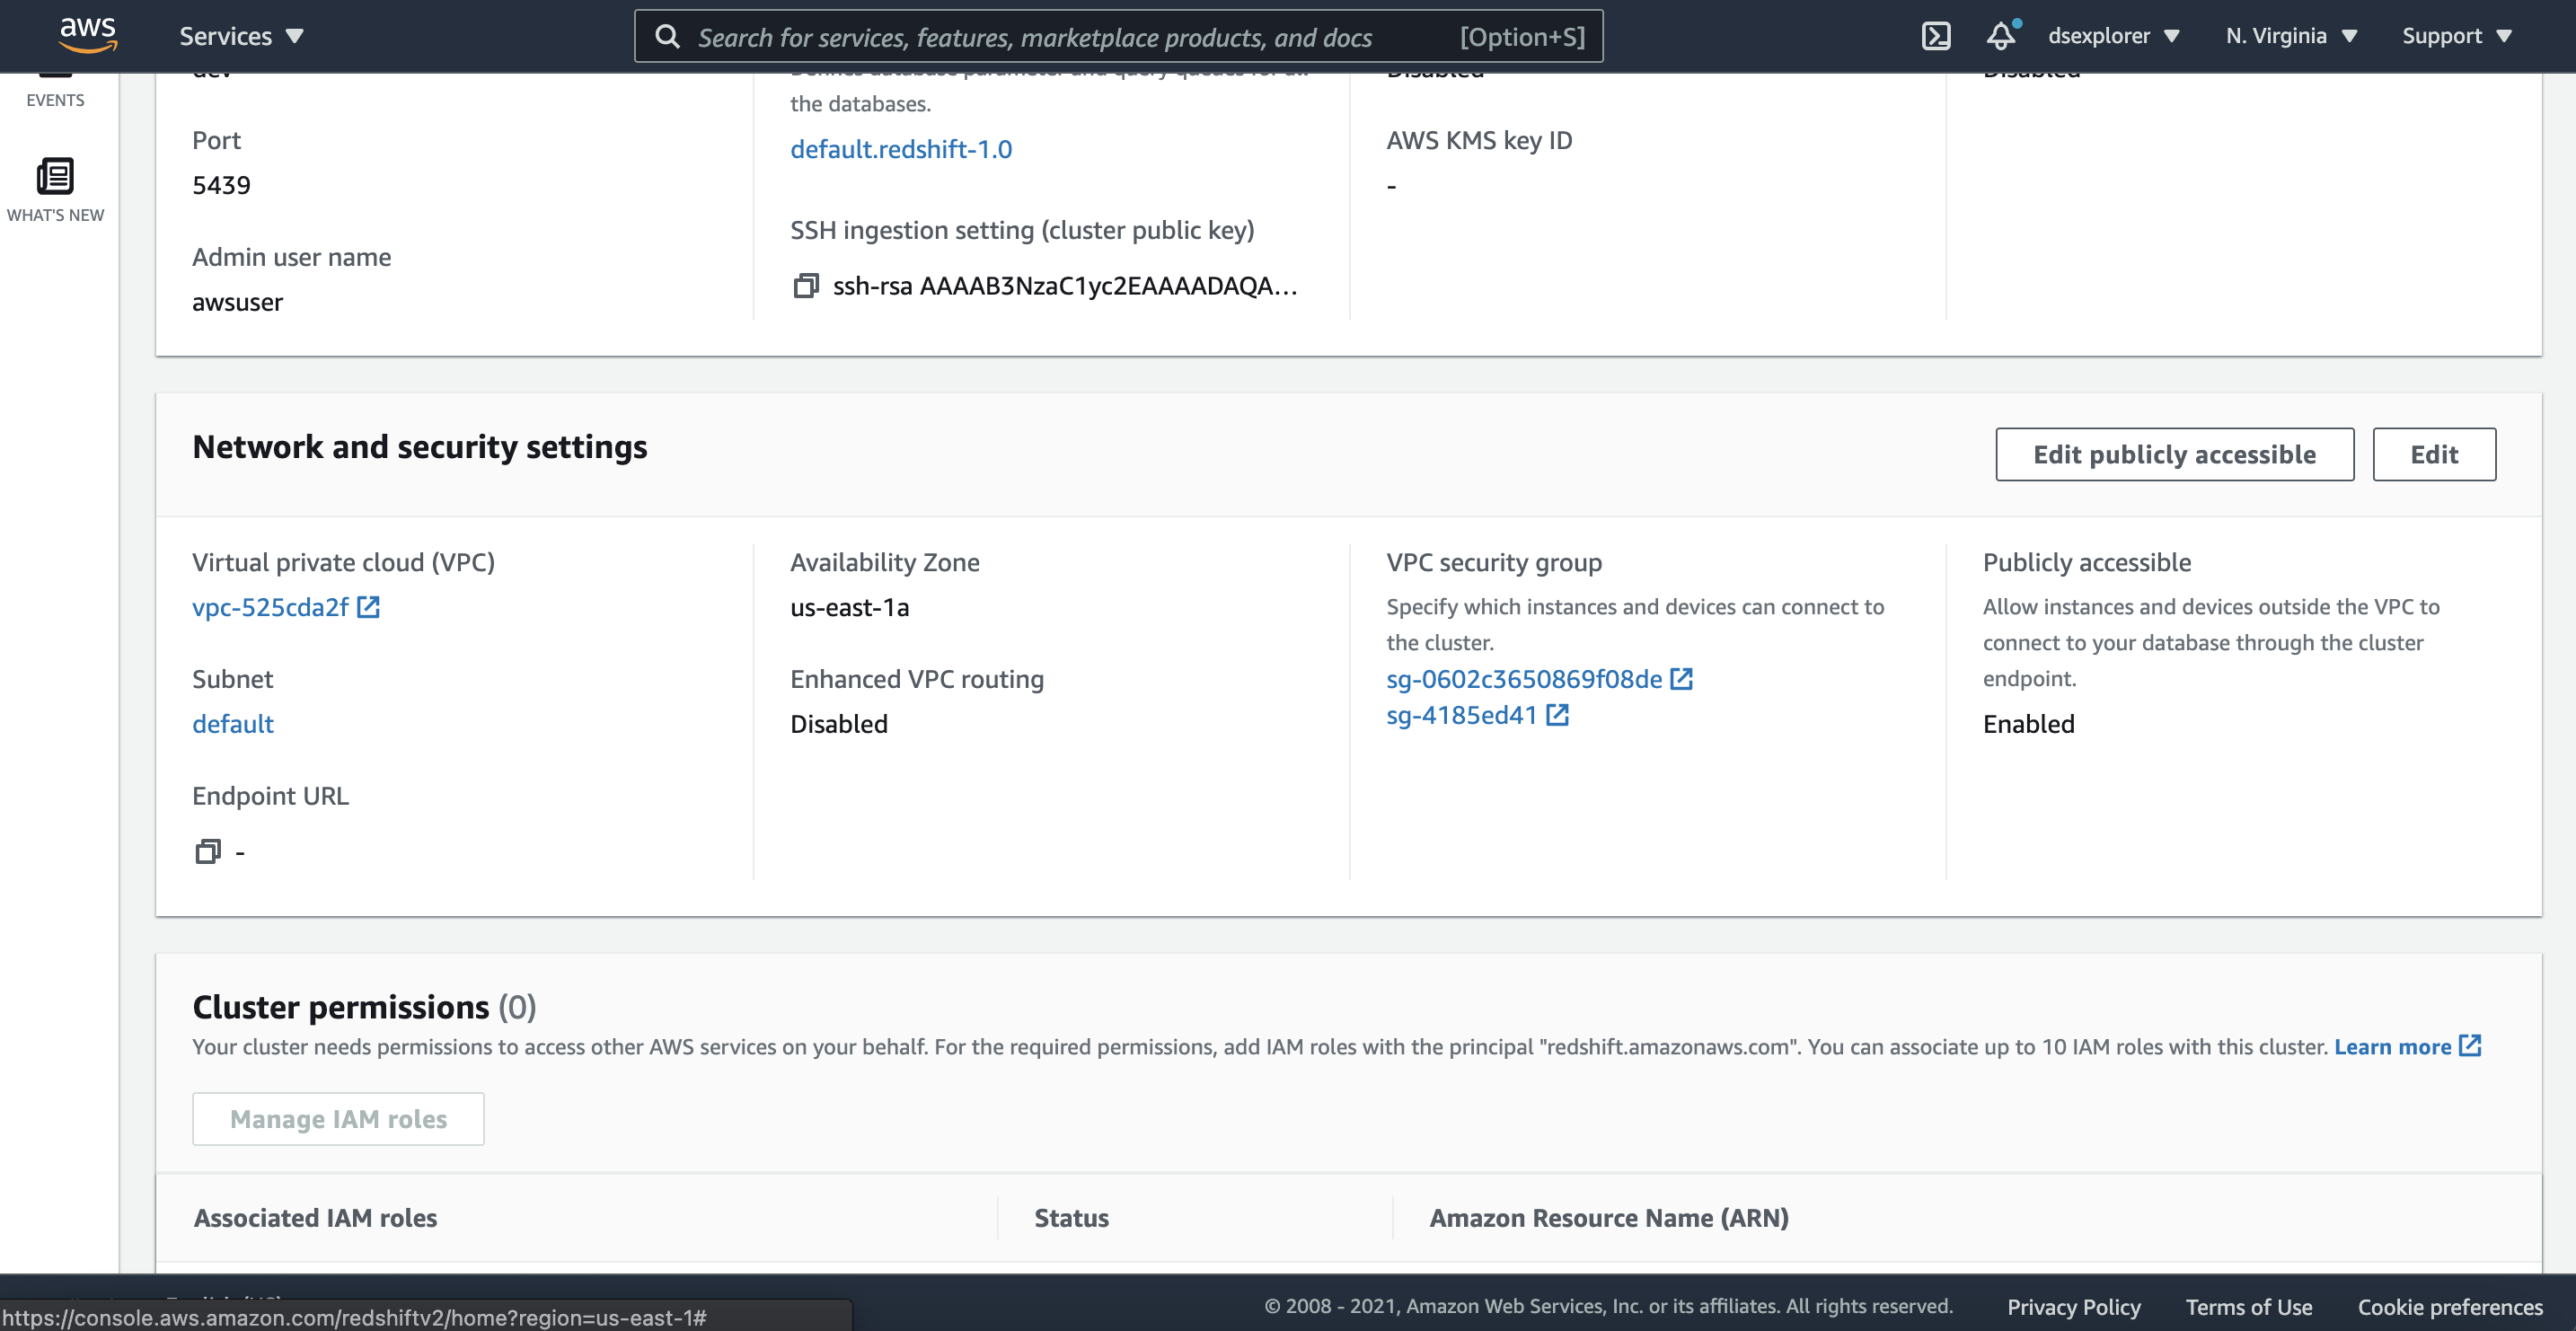 aws
Services
Search for services, features, marketplace products, and docs
[Option+S]
dsexplorer
N. Virginia
Support
EVENTS
WHAT'S NEW
dev
Port
5439
Admin user name
awsuser
the databases.
default.redshift-1.0
SSH ingestion setting (cluster public key)
ssh-rsa AAAAB3NzaC1yc2EAAAADAQA...
Disabled
AWS KMS key ID
-
Disabled
Network and security settings
Edit publicly accessible
Edit
Virtual private cloud (VPC)
vpc-525cda2f
Subnet
default
Endpoint URL
-
Availability Zone
us-east-1a
Enhanced VPC routing
Disabled
VPC security group
Specify which instances and devices can connect to
the cluster.
sg-0602c3650869f08de
sg-4185ed41
Publicly accessible
Allow instances and devices outside the VPC to
connect to your database through the cluster
endpoint.
Enabled
Cluster permissions (0)
Your cluster needs permissions to access other AWS services on your behalf. For the required permissions, add IAM roles with the principal "redshift.amazonaws.com". You can associate up to 10 IAM roles with this cluster. Learn more
Manage IAM roles
Associated IAM roles
Status
Amazon Resource Name (ARN)
https://console.aws.amazon.com/redshiftv2/home?region=us-east-1#
© 2008 - 2021, Amazon Web Services, Inc. or its affiliates. All rights reserved.
Privacy Policy
Terms of Use
Cookie preferences